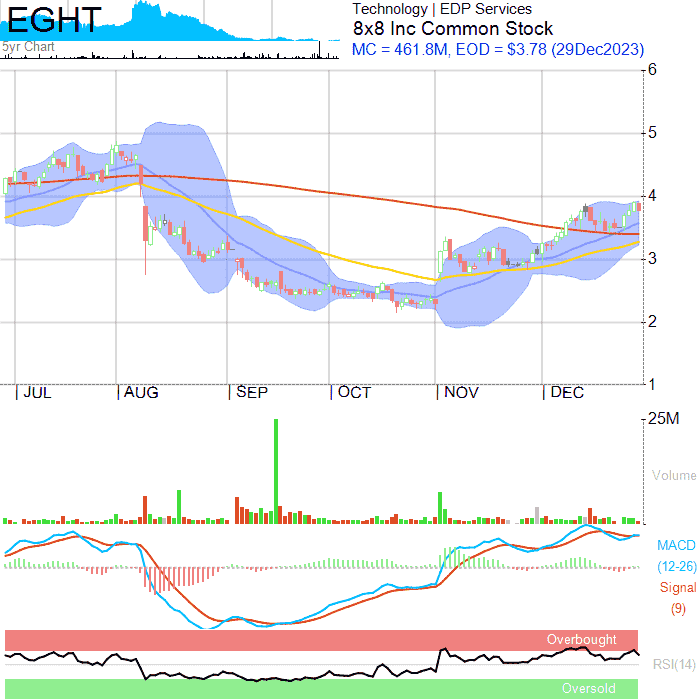 EGHT
5yr Chart
Technology | EDP Services
8x8 Inc Common Stock
MC = 461.8M, EOD = $3.78 (29Dec2023)
6
5
4
3
2
1
JUL AUG SEP OCT NOV DEC
25M
Volume
MACD
(12-26)
Signal
(9)
Overbought
RSI(14)
Oversold